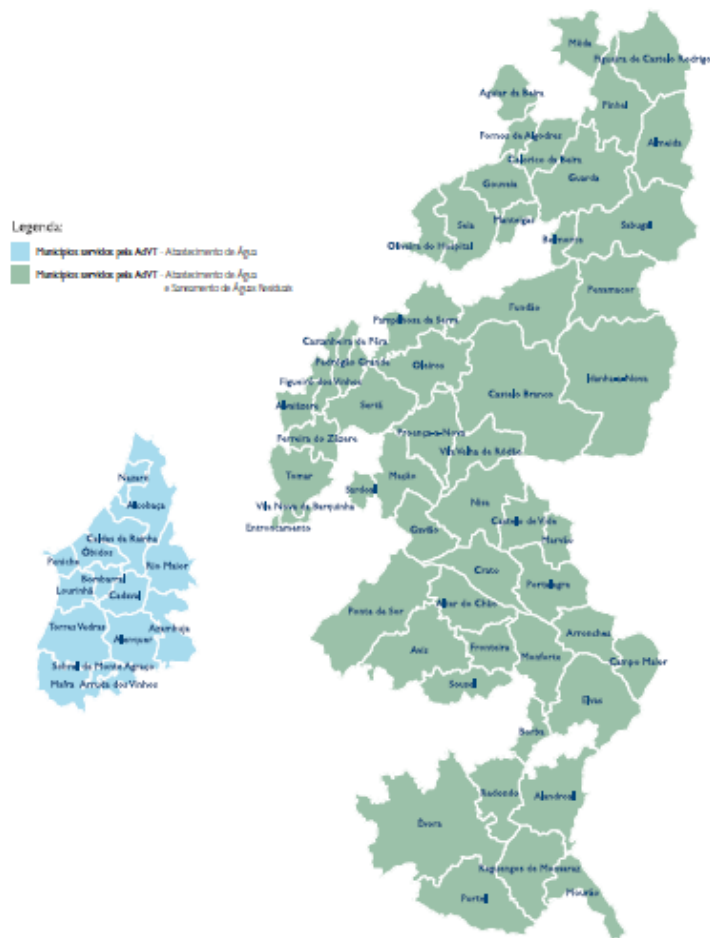 Mêda
Figueira de Castelo Rodrigo
Aguiar da Beira
Pinhel
Fornos de Algodres
Almeida
Celorico da Beira
Gouveia
Guarda
Legenda:
Seia
Manteigas
Sabugal
Municípios servidos pela AdVT - Abastecimento de Água
Oliveira do Hospital
Belmonte
Municípios servidos pela AdVT - Abastecimento de Água
e Saneamento de Águas Residuais
Penamacor
Fundão
Pampilhosa da Serra
Castanheira de Pêra
Pedrógão Grande
Oleiros
Figueiró dos Vinhos
Idanha-a-Nova
Castelo Branco
Alvaiázere
Sertã
Proença-a-Nova
Ferreira do Zêzere
Vila Velha de Ródão
Nazaré
Tomar
Mação
Sardoal
Alcobaça
Nisa
Vila Nova da Barquinha
Castelo de Vide
Entroncamento
Gavião
Marvão
Caldas da Rainha
Óbidos
Peniche
Rio Maior
Crato
Bombarral
Portalegre
Lourinhã
Cadaval
Alter do Chão
Ponte de Sor
Torres Vedras
Azambuja
Alenquer
Arronches
Fronteira
Avis
Monforte
Campo Maior
Sobral de Monte Agraço
Mafra
Arruda dos Vinhos
Sousel
Elvas
Borba
Redondo
Alandroal
Évora
Reguengos de Monsaraz
Mourão
Portel